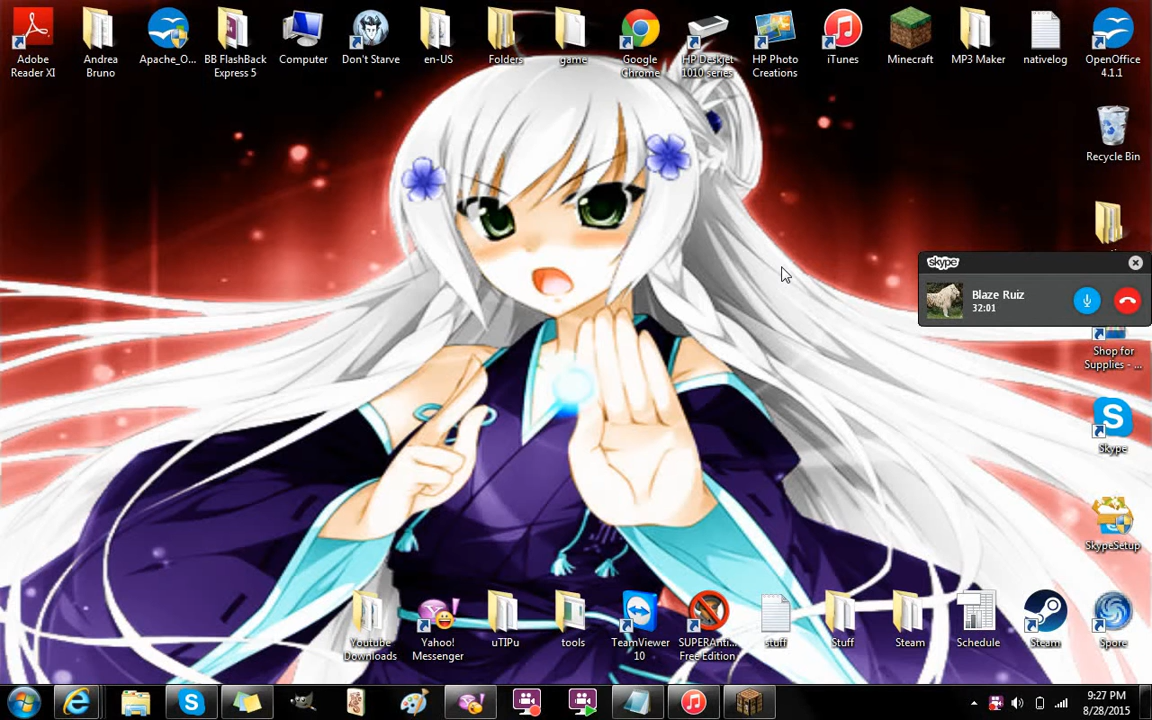 Adobe
Reader XI
Andrea
Bruno
Apache_O...
BB FlashBack
Express 5
Computer
Don't Starve
en-US
Folders
game
Google
Chrome
HP Deskjet
1010 series
HP Photo
Creations
iTunes
Minecraft
MP3 Maker
nativelog
OpenOffice
4.1.1
Recycle Bin
skype
Blaze Ruiz
32:01
Shop for
Supplies - ...
Skype
SkypeSetup
Youtube
Downloads
Yahoo!
Messenger
uTIPu
tools
TeamViewer
10
SUPERAnti...
Free Edition
stuff
Stuff
Steam
Schedule
Steam
Spore
9:27 PM
8/28/2015